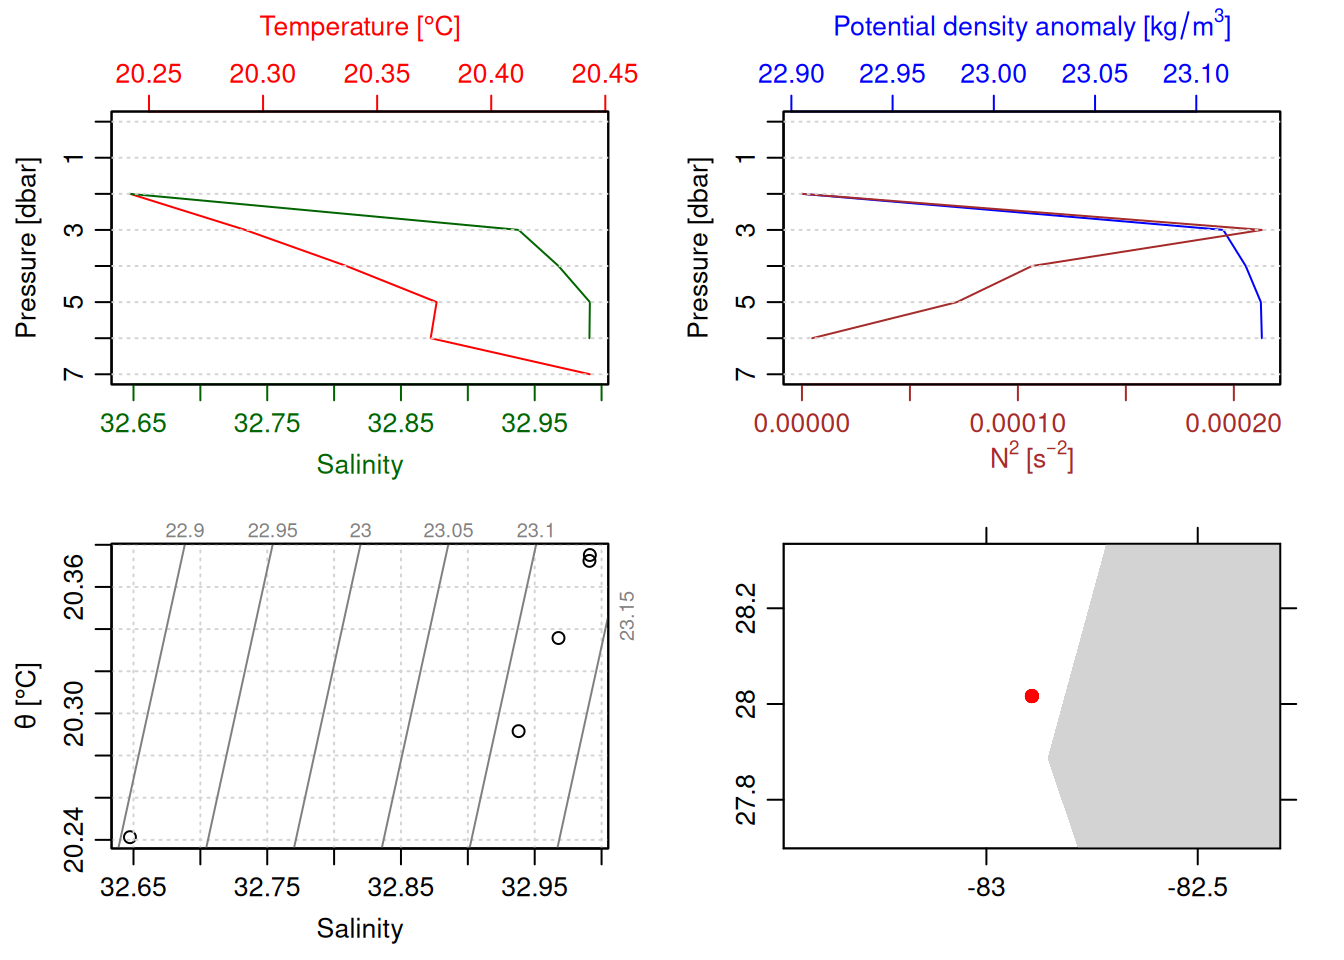 Temperature [°C]
20.25 20.30 20.35 20.40 20.45
Pressure [dbar]
1
3
5
7
32.65 32.75 32.85 32.95
Salinity
Potential density anomaly [kg/m³]
22.90 22.95 23.00 23.05 23.10
Pressure [dbar]
1
3
5
7
0.00000 0.00010 0.00020
N² [s⁻²]
22.9 22.95 23 23.05 23.1
23.15
θ [°C]
20.36
20.30
20.24
32.65 32.75 32.85 32.95
Salinity
28.2
28
27.8
-83 -82.5